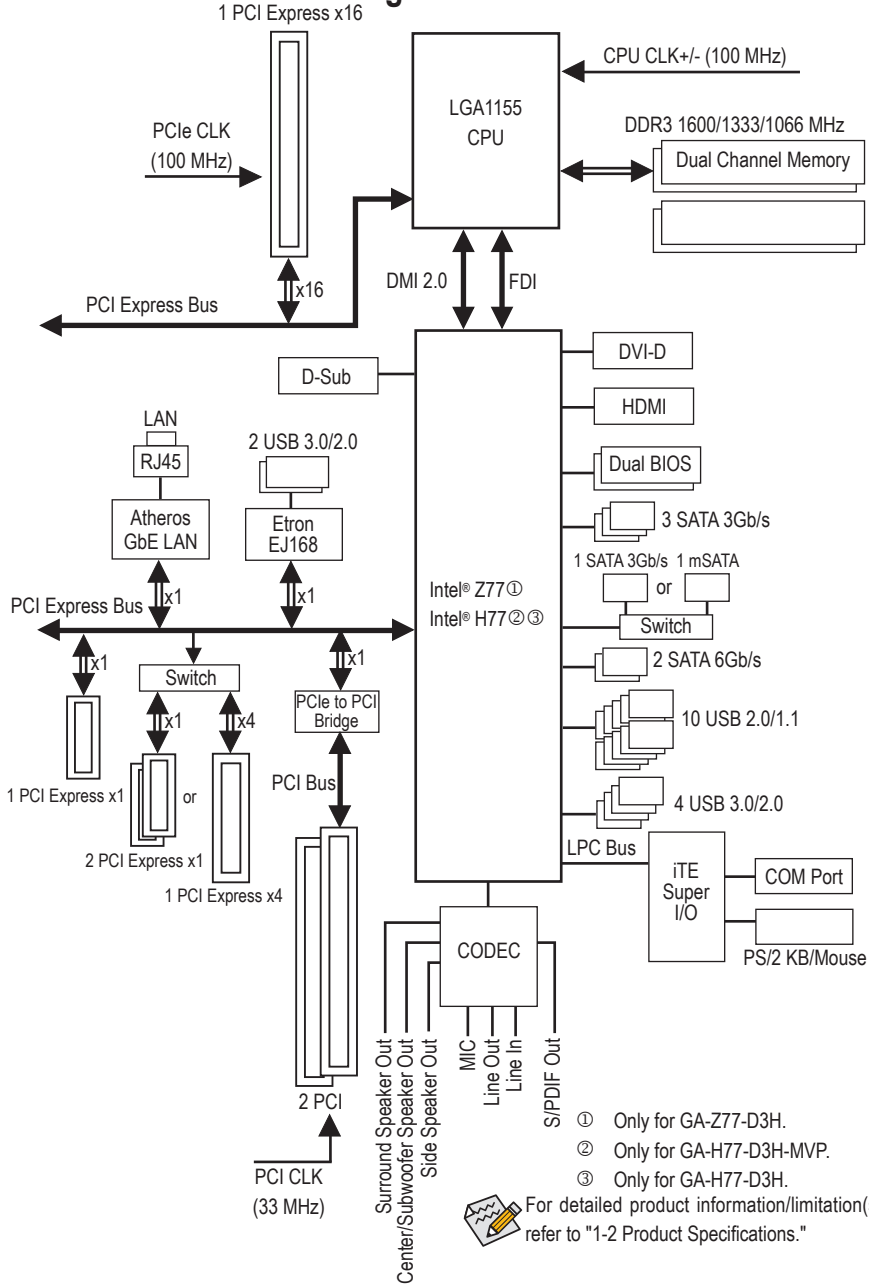 1 PCI Express x16
CPU CLK+/- (100 MHz)
LGA1155
CPU
PCIe CLK
(100 MHz)
DDR3 1600/1333/1066 MHz
Dual Channel Memory
x16
DMI 2.0
FDI
PCI Express Bus
D-Sub
DVI-D
HDMI
LAN
RJ45
2 USB 3.0/2.0
Dual BIOS
Atheros
GbE LAN
Etron
EJ168
3 SATA 3Gb/s
1 SATA 3Gb/s
1 mSATA
or
Switch
x1
x1
PCI Express Bus
Intel® Z77①
Intel® H77②③
2 SATA 6Gb/s
x1
Switch
x1
PCIe to PCI
Bridge
x1
x4
10 USB 2.0/1.1
PCI Bus
1 PCI Express x1
or
4 USB 3.0/2.0
2 PCI Express x1
1 PCI Express x4
LPC Bus
iTE
Super
I/O
COM Port
PS/2 KB/Mouse
CODEC
Surround Speaker Out
Center/Subwoofer Speaker Out
Side Speaker Out
MIC
Line Out
Line In
S/PDIF Out
2 PCI
PCI CLK
(33 MHz)
① Only for GA-Z77-D3H.
② Only for GA-H77-D3H-MVP.
③ Only for GA-H77-D3H.
For detailed product information/limitation(
refer to "1-2 Product Specifications."